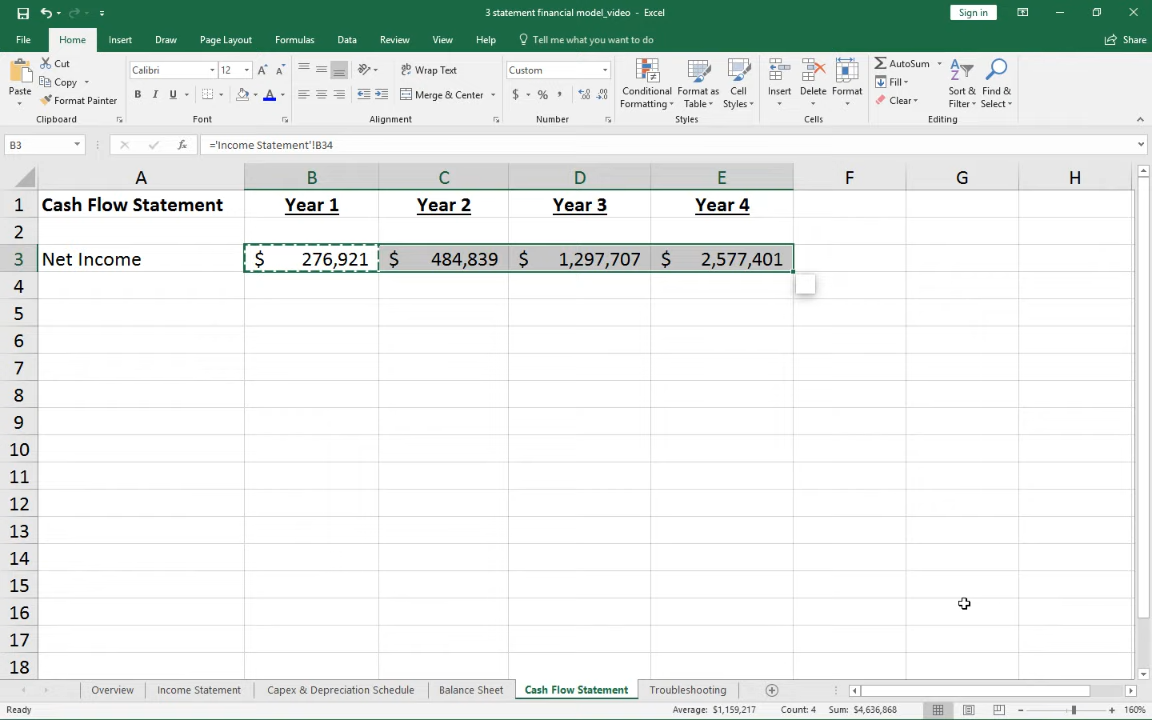 3 statement financial model_video - Excel
Sign in
File Home Insert Draw Page Layout Formulas Data Review View Help Tell me what you want to do Share
Cut
Copy
Format Painter
Paste
Clipboard
Calibri 12
B I U
Font
Wrap Text
Merge & Center
Alignment
Custom
$ % ,
Number
Conditional Formatting
Format as Table
Cell Styles
Styles
Insert Delete Format
Cells
AutoSum
Fill
Clear
Sort & Filter
Find & Select
Editing
B3 fx ='Income Statement'!B34
A B C D E F G H
1 Cash Flow Statement Year 1 Year 2 Year 3 Year 4
2
3 Net Income $ 276,921 $ 484,839 $ 1,297,707 $ 2,577,401
4
5
6
7
8
9
10
11
12
13
14
15
16
17
18
Overview Income Statement Capex & Depreciation Schedule Balance Sheet Cash Flow Statement Troubleshooting
Ready Average: $1,159,217 Count: 4 Sum: $4,636,868 160%